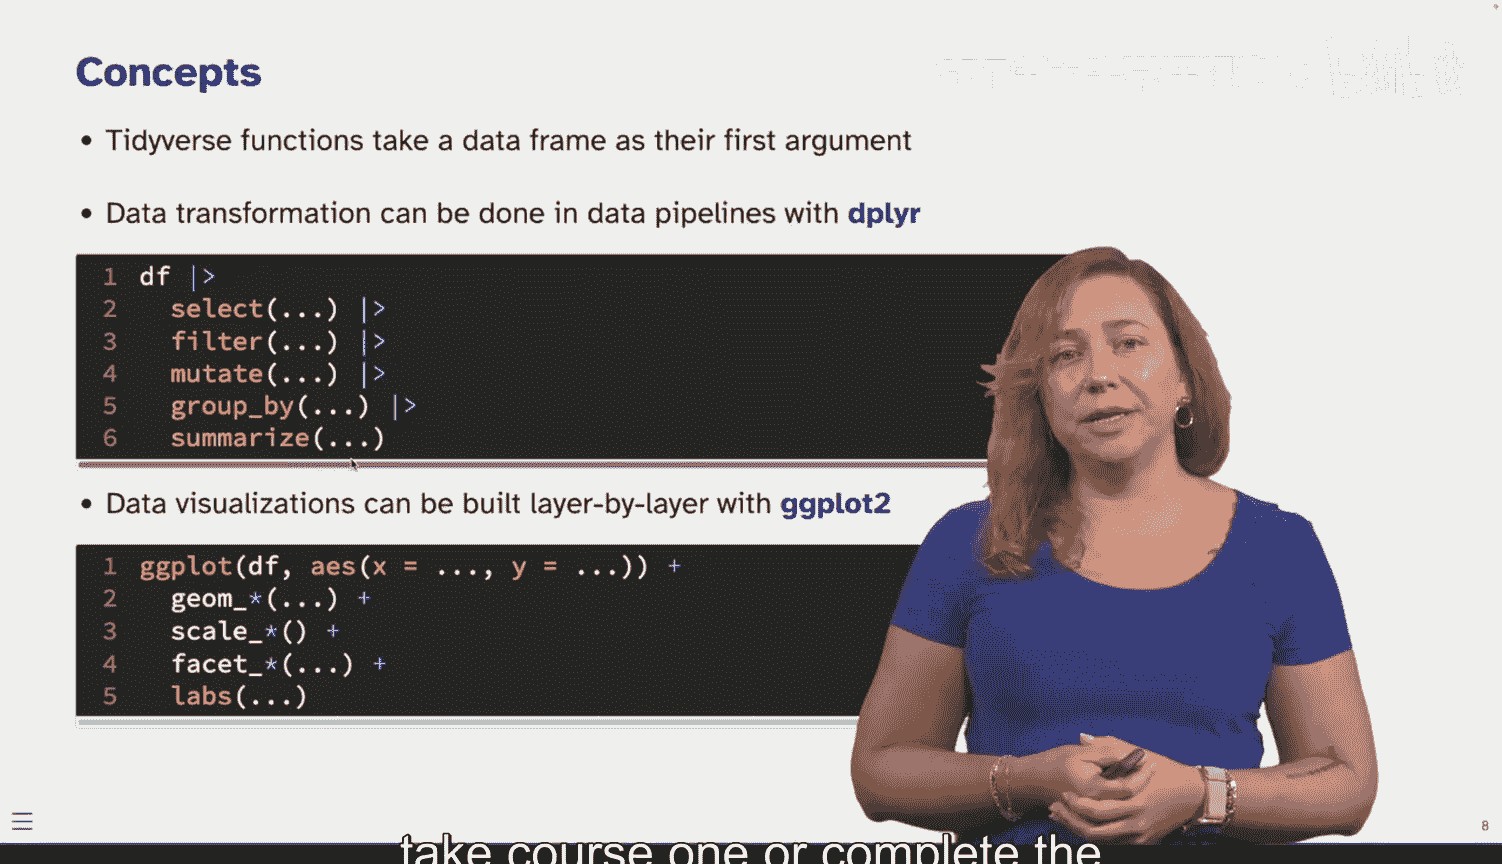 Concepts
• Tidyverse functions take a data frame as their first argument
• Data transformation can be done in data pipelines with dplyr
1 df |>
2 select(...) |>
3 filter(...) |>
4 mutate(...) |>
5 group_by(...) |>
6 summarize(...)
• Data visualizations can be built layer-by-layer with ggplot2
1 ggplot(df, aes(x = ..., y = ...)) +
2 geom_*(...) +
3 scale_*() +
4 facet_*(...) +
5 labs(...)
8
take course one or complete the